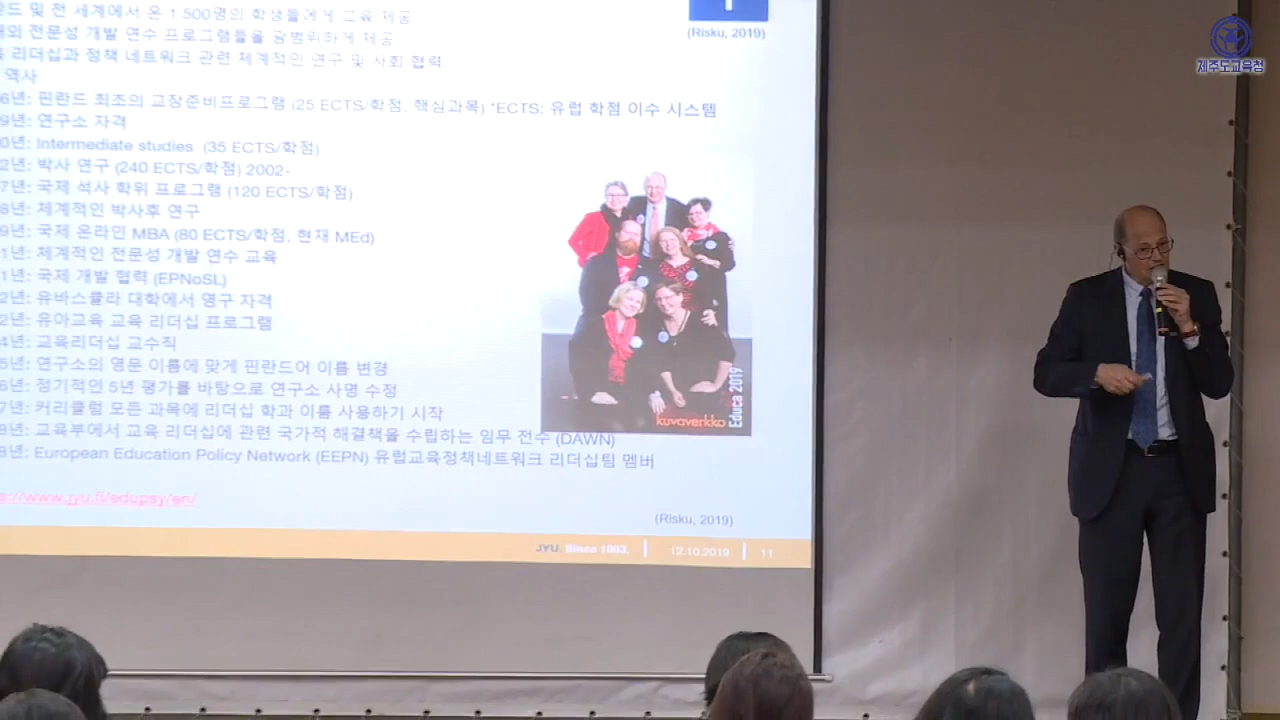 드 및 전 세계에서 온 1 500명의 학생들에게 교육 제공
외 전문성 개발 연수 프로그램들을 광범위하게 제공
리더십과 정책 네트워크 관련 체계적인 연구 및 사회 협력
역사
6년: 핀란드 최초의 교장준비프로그램 (25 ECTS/학점, 핵심과목) *ECTS: 유럽 학점 이수 시스템
9년: 연구소 자격
0년: Intermediate studies (35 ECTS/학점)
2년: 박사 연구 (240 ECTS/학점) 2002-
7년: 국제 석사 학위 프로그램 (120 ECTS/학점)
8년: 체계적인 박사후 연구
9년: 국제 온라인 MBA (80 ECTS/학점, 현재 MEd)
1년: 체계적인 전문성 개발 연수 교육
1년: 국제 개발 협력 (EPNoSL)
2년: 유바스큘라 대학에서 영구 자격
2년: 유아교육 교육 리더십 프로그램
4년: 교육리더십 교수직
5년: 연구소의 영문 이름에 맞게 핀란드어 이름 변경
6년: 정기적인 5년 평가를 바탕으로 연구소 사명 수정
7년: 커리큘럼 모든 과목에 리더십 학과 이름 사용하기 시작
8년: 교육부에서 교육 리더십에 관련 국가적 해결책을 수립하는 임무 전수 (DAWN)
8년: European Education Policy Network (EEPN) 유럽교육정책네트워크 리더십팀 멤버
s://www.jyu.fi/edupsy/en/
(Risku, 2019)
kuvaverkko
Educa 2019
(Risku, 2019)
JYU. Since 1863. 12.10.2019 11
제주도교육청